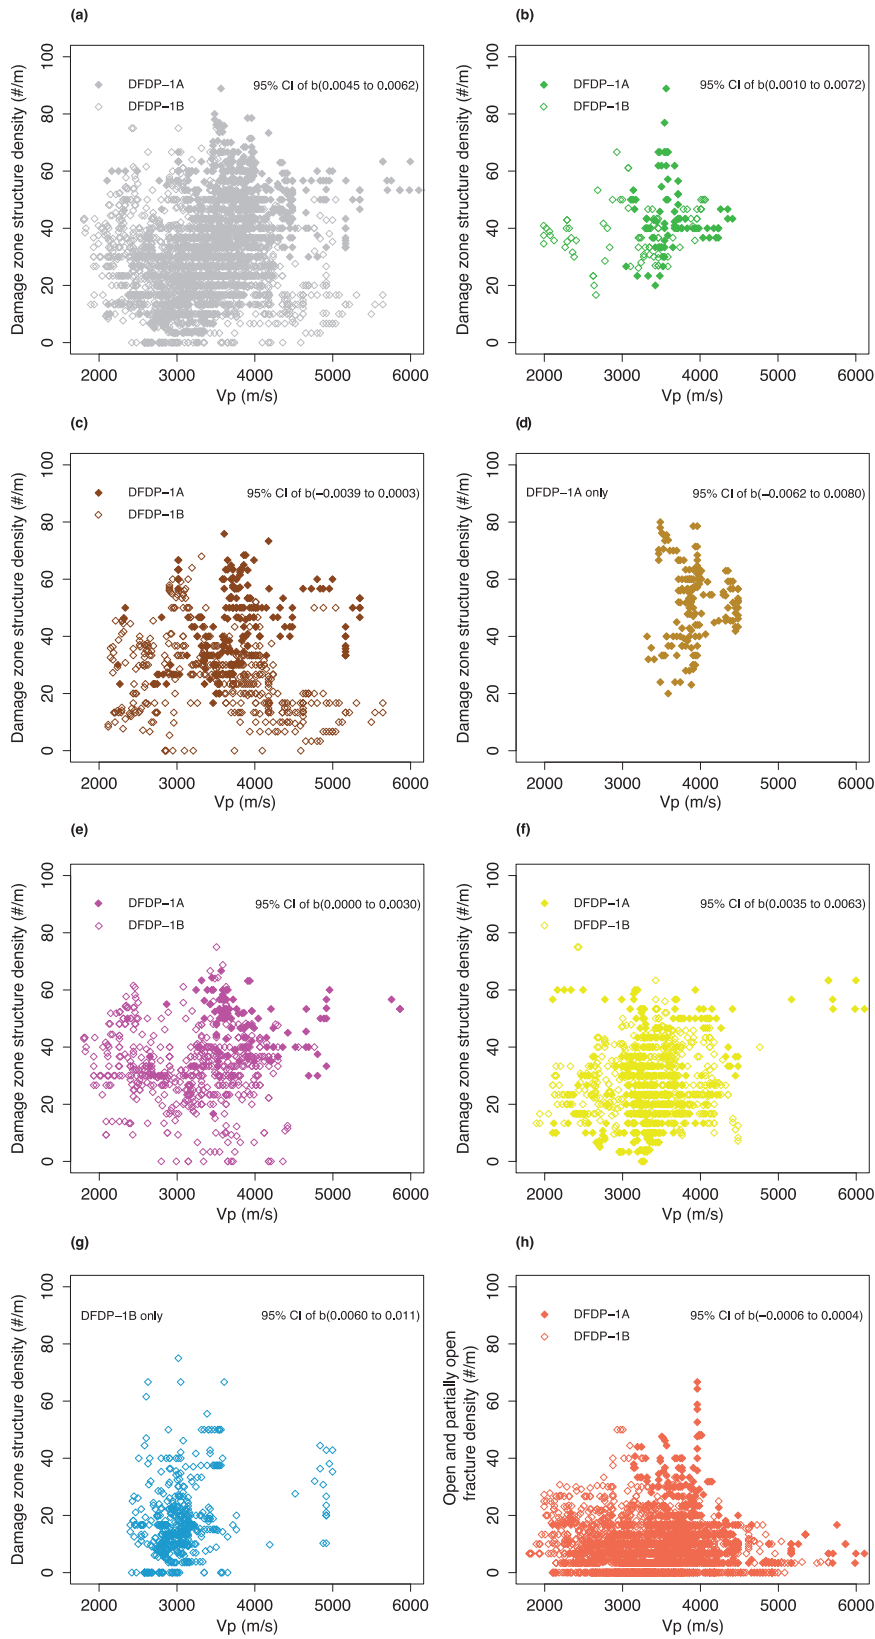 (a)
Damage zone structure density (#/m)
100
80
60
40
20
0
DFDP−1A
DFDP−1B
95% CI of b(0.0045 to 0.0062)
2000 3000 4000 5000 6000
Vp (m/s)
(b)
Damage zone structure density (#/m)
100
80
60
40
20
0
DFDP−1A
DFDP−1B
95% CI of b(0.0010 to 0.0072)
2000 3000 4000 5000 6000
Vp (m/s)
(c)
Damage zone structure density (#/m)
100
80
60
40
20
0
DFDP−1A
DFDP−1B
95% CI of b(−0.0039 to 0.0003)
2000 3000 4000 5000 6000
Vp (m/s)
(d)
Damage zone structure density (#/m)
100
80
60
40
20
0
DFDP−1A only
95% CI of b(−0.0062 to 0.0080)
2000 3000 4000 5000 6000
Vp (m/s)
(e)
Damage zone structure density (#/m)
100
80
60
40
20
0
DFDP−1A
DFDP−1B
95% CI of b(0.0000 to 0.0030)
2000 3000 4000 5000 6000
Vp (m/s)
(f)
Damage zone structure density (#/m)
100
80
60
40
20
0
DFDP−1A
DFDP−1B
95% CI of b(0.0035 to 0.0063)
2000 3000 4000 5000 6000
Vp (m/s)
(g)
Damage zone structure density (#/m)
100
80
60
40
20
0
DFDP−1B only
95% CI of b(0.0060 to 0.011)
2000 3000 4000 5000 6000
Vp (m/s)
(h)
Open and partially open
fracture density (#/m)
100
80
60
40
20
0
DFDP−1A
DFDP−1B
95% CI of b(−0.0006 to 0.0004)
2000 3000 4000 5000 6000
Vp (m/s)